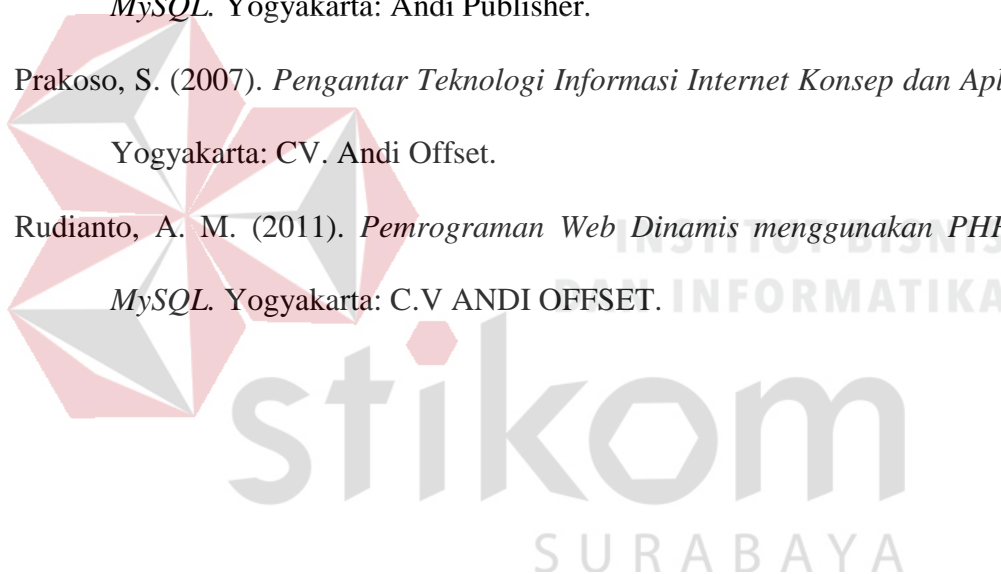 MySQL. Yogyakarta: Andi Publisher.
Prakoso, S. (2007). Pengantar Teknologi Informasi Internet Konsep dan Apl
Yogyakarta: CV. Andi Offset.
Rudianto, A. M. (2011). Pemrograman Web Dinamis menggunakan PHP
MySQL. Yogyakarta: C.V ANDI OFFSET.
INSTITUT BISNIS
DAN INFORMATIKA
stikom
SURABAYA